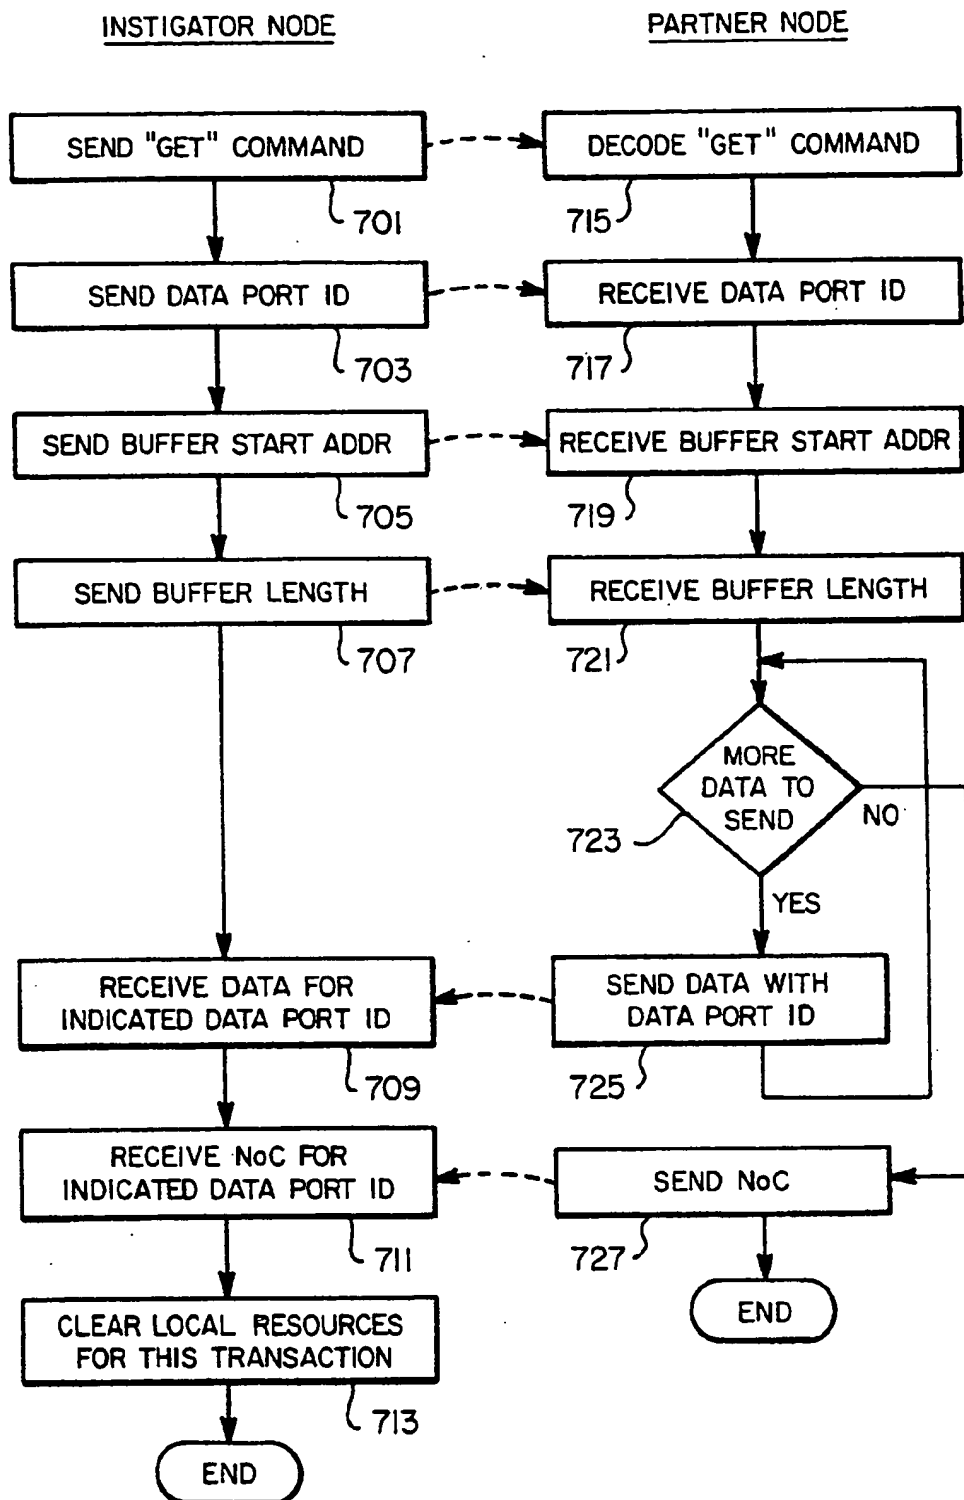 INSTIGATOR NODE
PARTNER NODE
SEND "GET" COMMAND
701
DECODE "GET" COMMAND
715
SEND DATA PORT ID
703
RECEIVE DATA PORT ID
717
SEND BUFFER START ADDR
705
RECEIVE BUFFER START ADDR
719
SEND BUFFER LENGTH
707
RECEIVE BUFFER LENGTH
721
MORE
DATA TO
SEND
723
NO
YES
RECEIVE DATA FOR
INDICATED DATA PORT ID
709
SEND DATA WITH
DATA PORT ID
725
RECEIVE NoC FOR
INDICATED DATA PORT ID
711
SEND NoC
727
END
CLEAR LOCAL RESOURCES
FOR THIS TRANSACTION
713
END